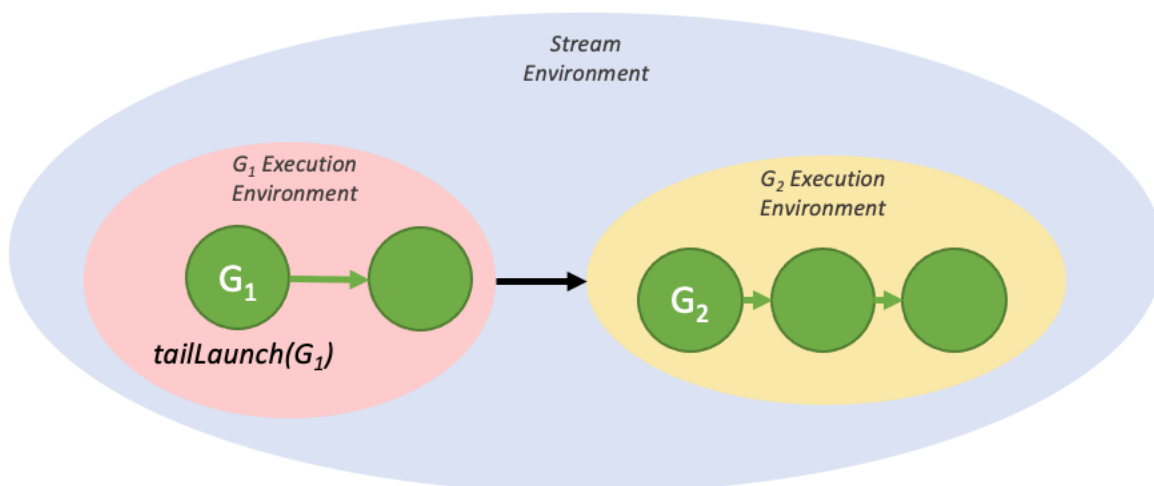 Stream
Environment
G₁ Execution
Environment
G₂ Execution
Environment
G₁
G₂
tailLaunch(G₁)